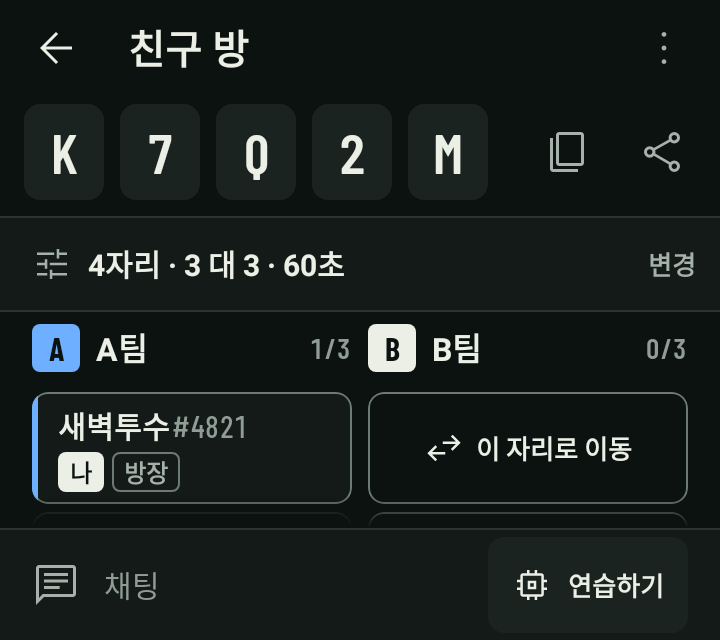 친구 방
K 7 Q 2 M
4자리 · 3 대 3 · 60초 변경
A A팀 1/3 B B팀 0/3
새벽투수#4821
나 방장
이 자리로 이동
채팅 연습하기